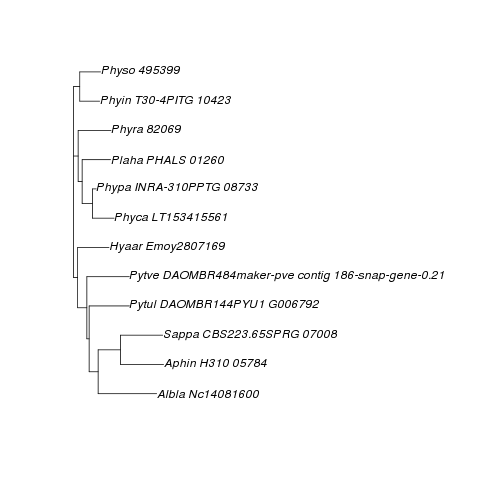 Physo 495399
Phyin T30-4PITG 10423
Phyra 82069
Plaha PHALS 01260
Phypa INRA-310PPTG 08733
Phyca LT153415561
Hyaar Emoy2807169
Pytve DAOMBR484maker-pve contig 186-snap-gene-0.21
Pytul DAOMBR144PYU1 G006792
Sappa CBS223.65SPRG 07008
Aphin H310 05784
Albla Nc14081600